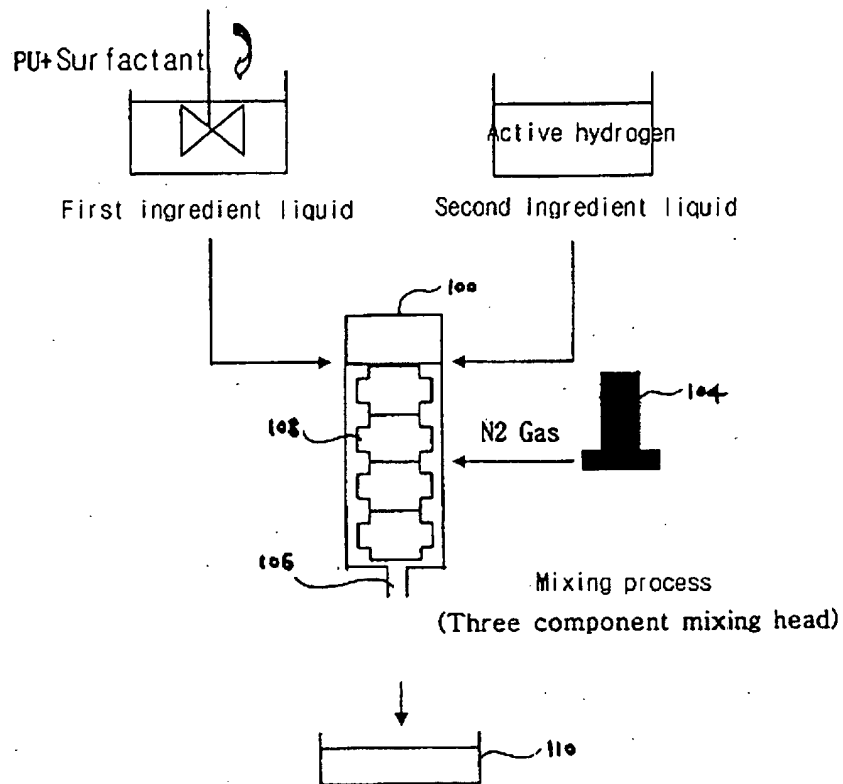 PU+Surfactant
Active hydrogen
First ingredient liquid
Second ingredient liquid
100
104
108
N2 Gas
106
Mixing process
(Three component mixing head)
110